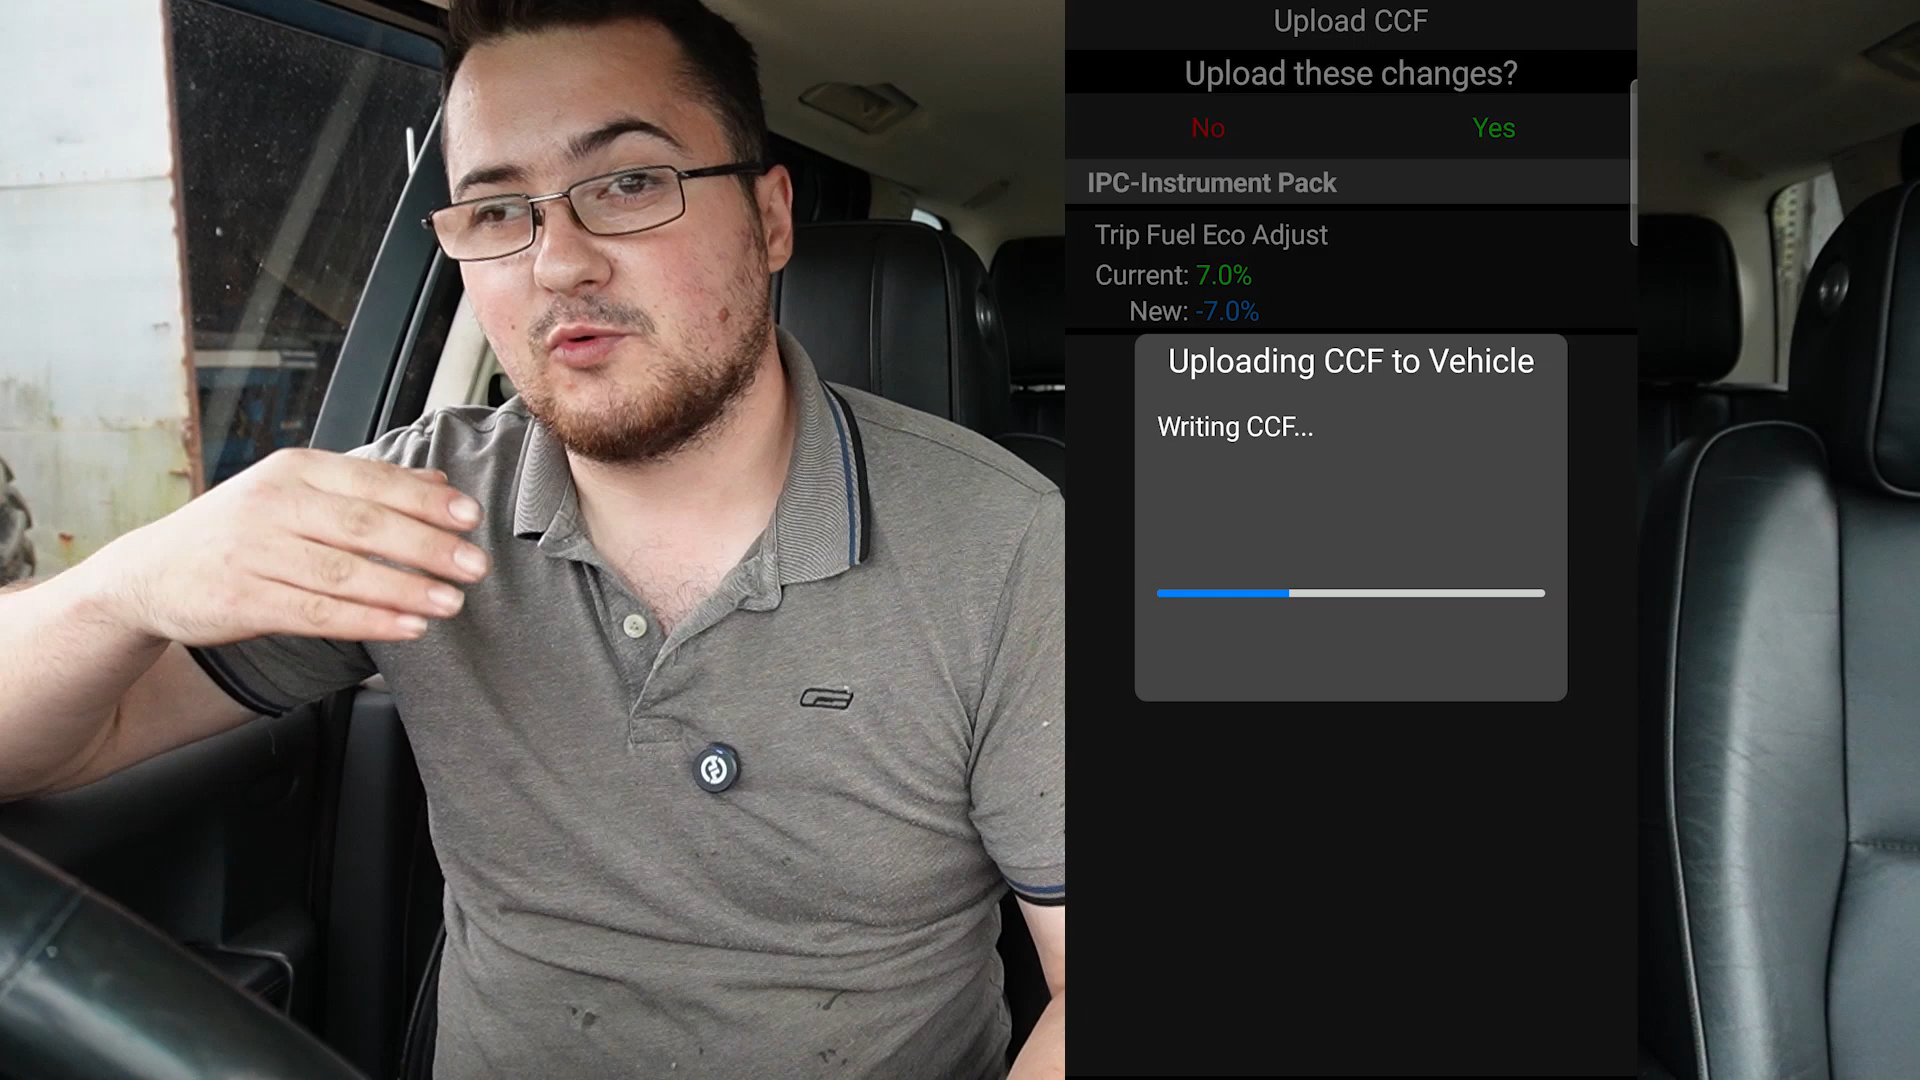 Upload CCF
Upload these changes?
No Yes
IPC-Instrument Pack
Trip Fuel Eco Adjust
Current: 7.0%
New: -7.0%
Uploading CCF to Vehicle
Writing CCF...